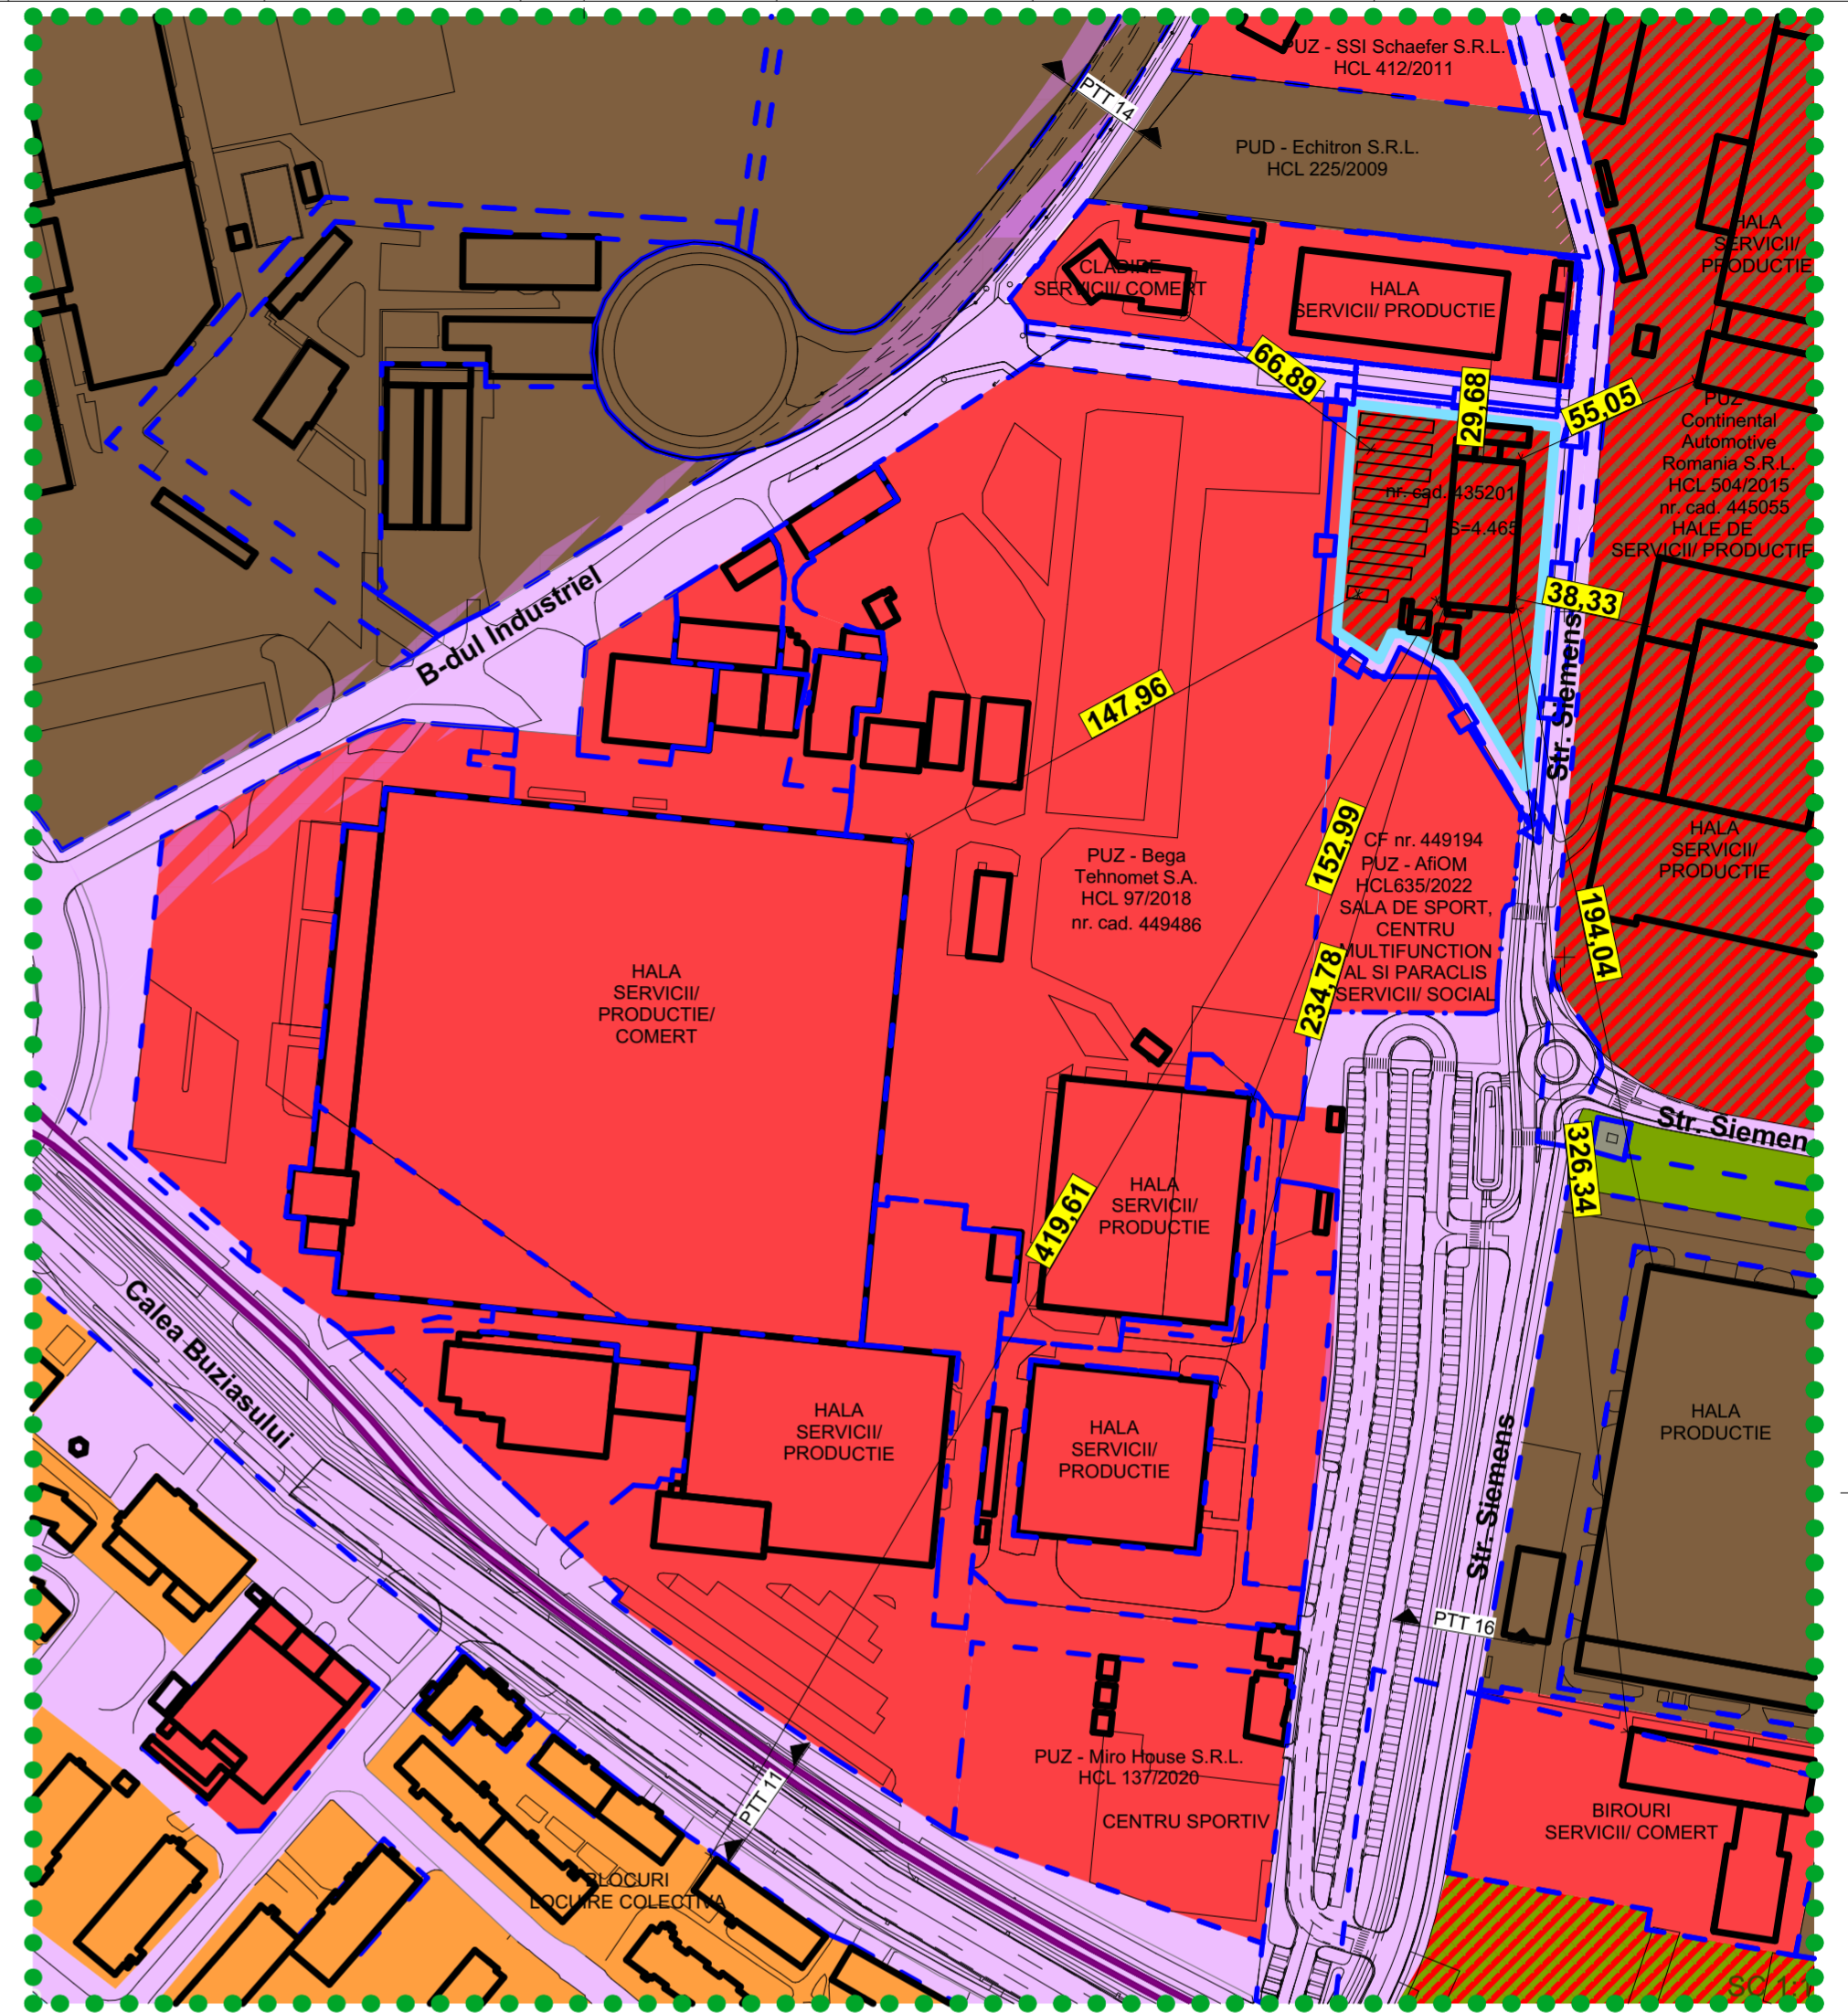 PUZ - SSI Schaefer S.R.L.
HCL 412/2011
PTT 14
PUD - Echitron S.R.L.
HCL 225/2009
HALA
SERVICII/
PRODUCTIE
CLADIRE
SERVICII/ COMERT
HALA
SERVICII/ PRODUCTIE
66,89
29,68
55,05
PUZ -
Continental
Automotive
Romania S.R.L.
HCL 504/2015
nr. cad. 445055
HALE DE
SERVICII/ PRODUCTIE
nr. cad. 435201
S=4.465
38,33
B-dul Industriel
Str. Siemens
147,96
152,99
CF nr. 449194
PUZ - AfiOM
HCL635/2022
SALA DE SPORT,
CENTRU
MULTIFUNCTION
AL SI PARACLIS
SERVICII/ SOCIAL
HALA
SERVICII/
PRODUCTIE
PUZ - Bega
Tehnomet S.A.
HCL 97/2018
nr. cad. 449486
194,04
234,78
HALA
SERVICII/
PRODUCTIE/
COMERT
Str. Siemen
326,34
HALA
SERVICII/
PRODUCTIE
419,61
Calea Buziasului
HALA
SERVICII/
PRODUCTIE
HALA
SERVICII/
PRODUCTIE
HALA
PRODUCTIE
Str. Siemens
PTT 16
PUZ - Miro House S.R.L.
HCL 137/2020
CENTRU SPORTIV
PTT 11
BIROURI
SERVICII/ COMERT
BLOCURI
LOCUIRE COLECTIVA
SC 1: